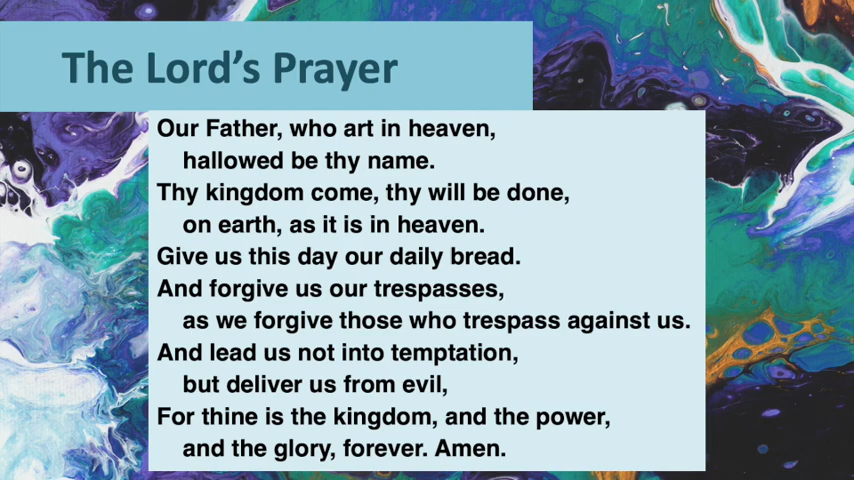 The Lord's Prayer
Our Father, who art in heaven,
hallowed be thy name.
Thy kingdom come, thy will be done,
on earth, as it is in heaven.
Give us this day our daily bread.
And forgive us our trespasses,
as we forgive those who trespass against us.
And lead us not into temptation,
but deliver us from evil,
For thine is the kingdom, and the power,
and the glory, forever. Amen.